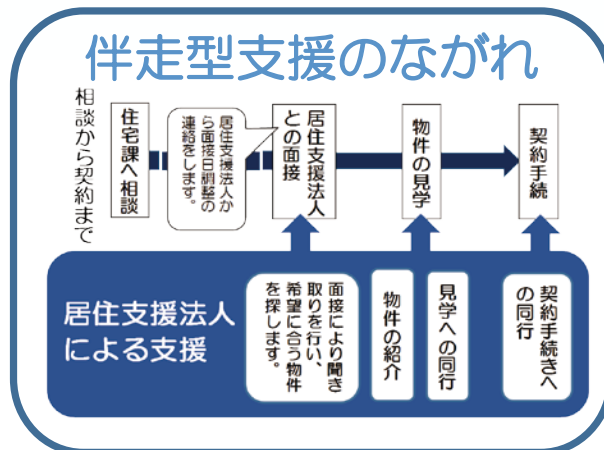 伴走型支援のながれ
相談から契約まで
住宅課へ相談
居住支援法人か
ら面接日調整の
連絡をします。
居住支援法人
との面接
物件の見学
契約手続
居住支援法人
による支援
面接により聞き
取りを行い、
希望に合う物件
を探します。
物件の紹介
見学への同行
契約手続きへ
の同行